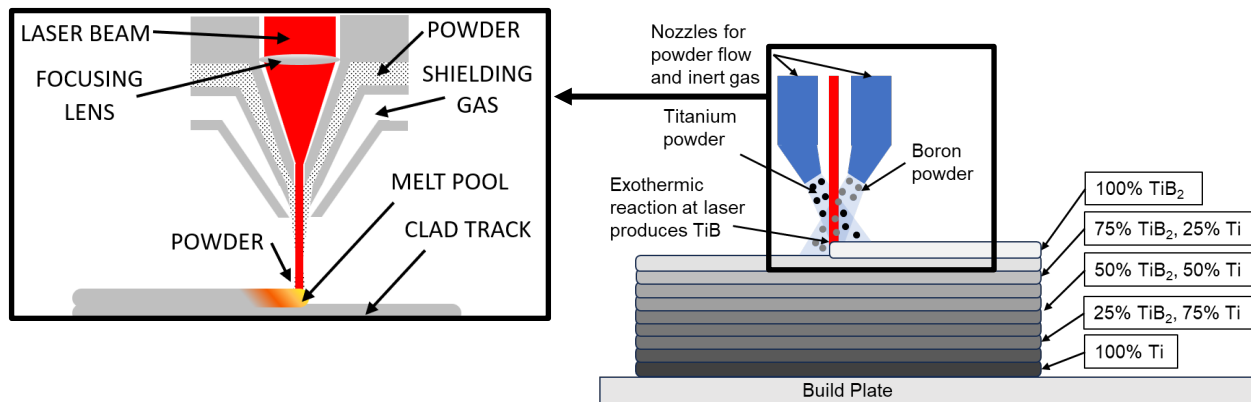 LASER BEAM
FOCUSING
LENS
POWDER
SHIELDING
GAS
MELT POOL
POWDER
CLAD TRACK
Nozzles for
powder flow
and inert gas
Titanium
powder
Boron
powder
Exothermic
reaction at laser
produces TiB
100% TiB₂
75% TiB₂, 25% Ti
50% TiB₂, 50% Ti
25% TiB₂, 75% Ti
100% Ti
Build Plate